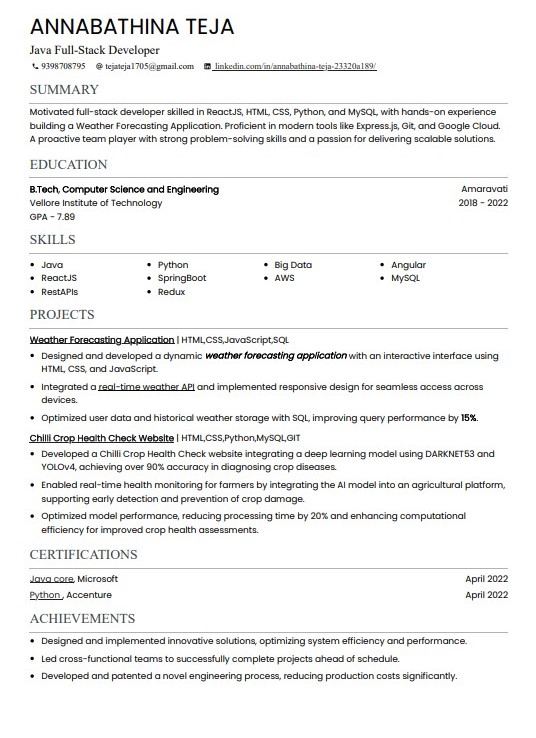 ANNABATHINA TEJA
Java Full-Stack Developer
9398708795 @ tejateja1705@gmail.com linkedin.com/in/annabathina-teja-23320a189/
SUMMARY
Motivated full-stack developer skilled in ReactJS, HTML, CSS, Python, and MySQL, with hands-on experience
building a Weather Forecasting Application. Proficient in modern tools like Express.js, Git, and Google Cloud.
A proactive team player with strong problem-solving skills and a passion for delivering scalable solutions.
EDUCATION
B.Tech, Computer Science and Engineering Amaravati
Vellore Institute of Technology 2018 - 2022
GPA - 7.89
SKILLS
• Java • Python • Big Data • Angular
• ReactJS • SpringBoot • AWS • MySQL
• RestAPIs • Redux
PROJECTS
Weather Forecasting Application | HTML,CSS,JavaScript,SQL
• Designed and developed a dynamic weather forecasting application with an interactive interface using
HTML, CSS, and JavaScript.
• Integrated a real-time weather API and implemented responsive design for seamless access across
devices.
• Optimized user data and historical weather storage with SQL, improving query performance by 15%.
Chilli Crop Health Check Website | HTML,CSS,Python,MySQL,GIT
• Developed a Chilli Crop Health Check website integrating a deep learning model using DARKNET53 and
YOLOv4, achieving over 90% accuracy in diagnosing crop diseases.
• Enabled real-time health monitoring for farmers by integrating the AI model into an agricultural platform,
supporting early detection and prevention of crop damage.
• Optimized model performance, reducing processing time by 20% and enhancing computational
efficiency for improved crop health assessments.
CERTIFICATIONS
Java core, Microsoft April 2022
Python , Accenture April 2022
ACHIEVEMENTS
• Designed and implemented innovative solutions, optimizing system efficiency and performance.
• Led cross-functional teams to successfully complete projects ahead of schedule.
• Developed and patented a novel engineering process, reducing production costs significantly.